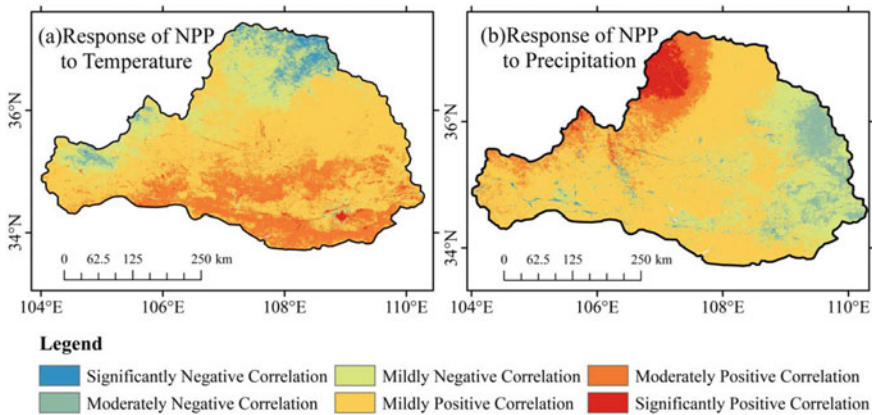 (a)Response of NPP
to Temperature
36°N
34°N
0 62.5 125 250 km
104°E 106°E 108°E 110°E
(b)Response of NPP
to Precipitation
36°N
34°N
0 62.5 125 250 km
104°E 106°E 108°E 110°E
Legend
Significantly Negative Correlation
Mildly Negative Correlation
Moderately Positive Correlation
Moderately Negative Correlation
Mildly Positive Correlation
Significantly Positive Correlation